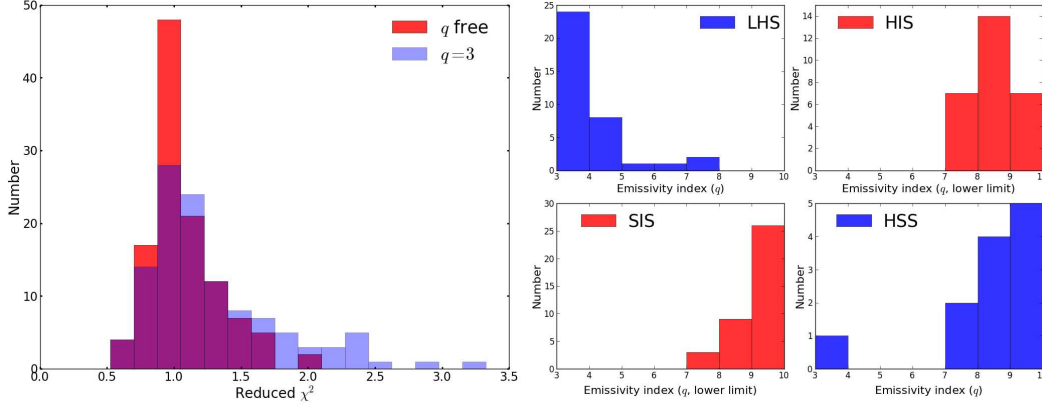 50
40
30
20
10
0
Number
q free
q=3
0.0 0.5 1.0 1.5 2.0 2.5 3.0 3.5
Reduced χ²
25
20
15
10
5
0
Number
LHS
3 4 5 6 7 8 9 10
Emissivity index (q)
14
12
10
8
6
4
2
0
Number
HIS
3 4 5 6 7 8 9 10
Emissivity index (q, lower limit)
30
25
20
15
10
5
0
Number
SIS
3 4 5 6 7 8 9 10
Emissivity index (q, lower limit)
5
4
3
2
1
0
Number
HSS
3 4 5 6 7 8 9 10
Emissivity index (q)